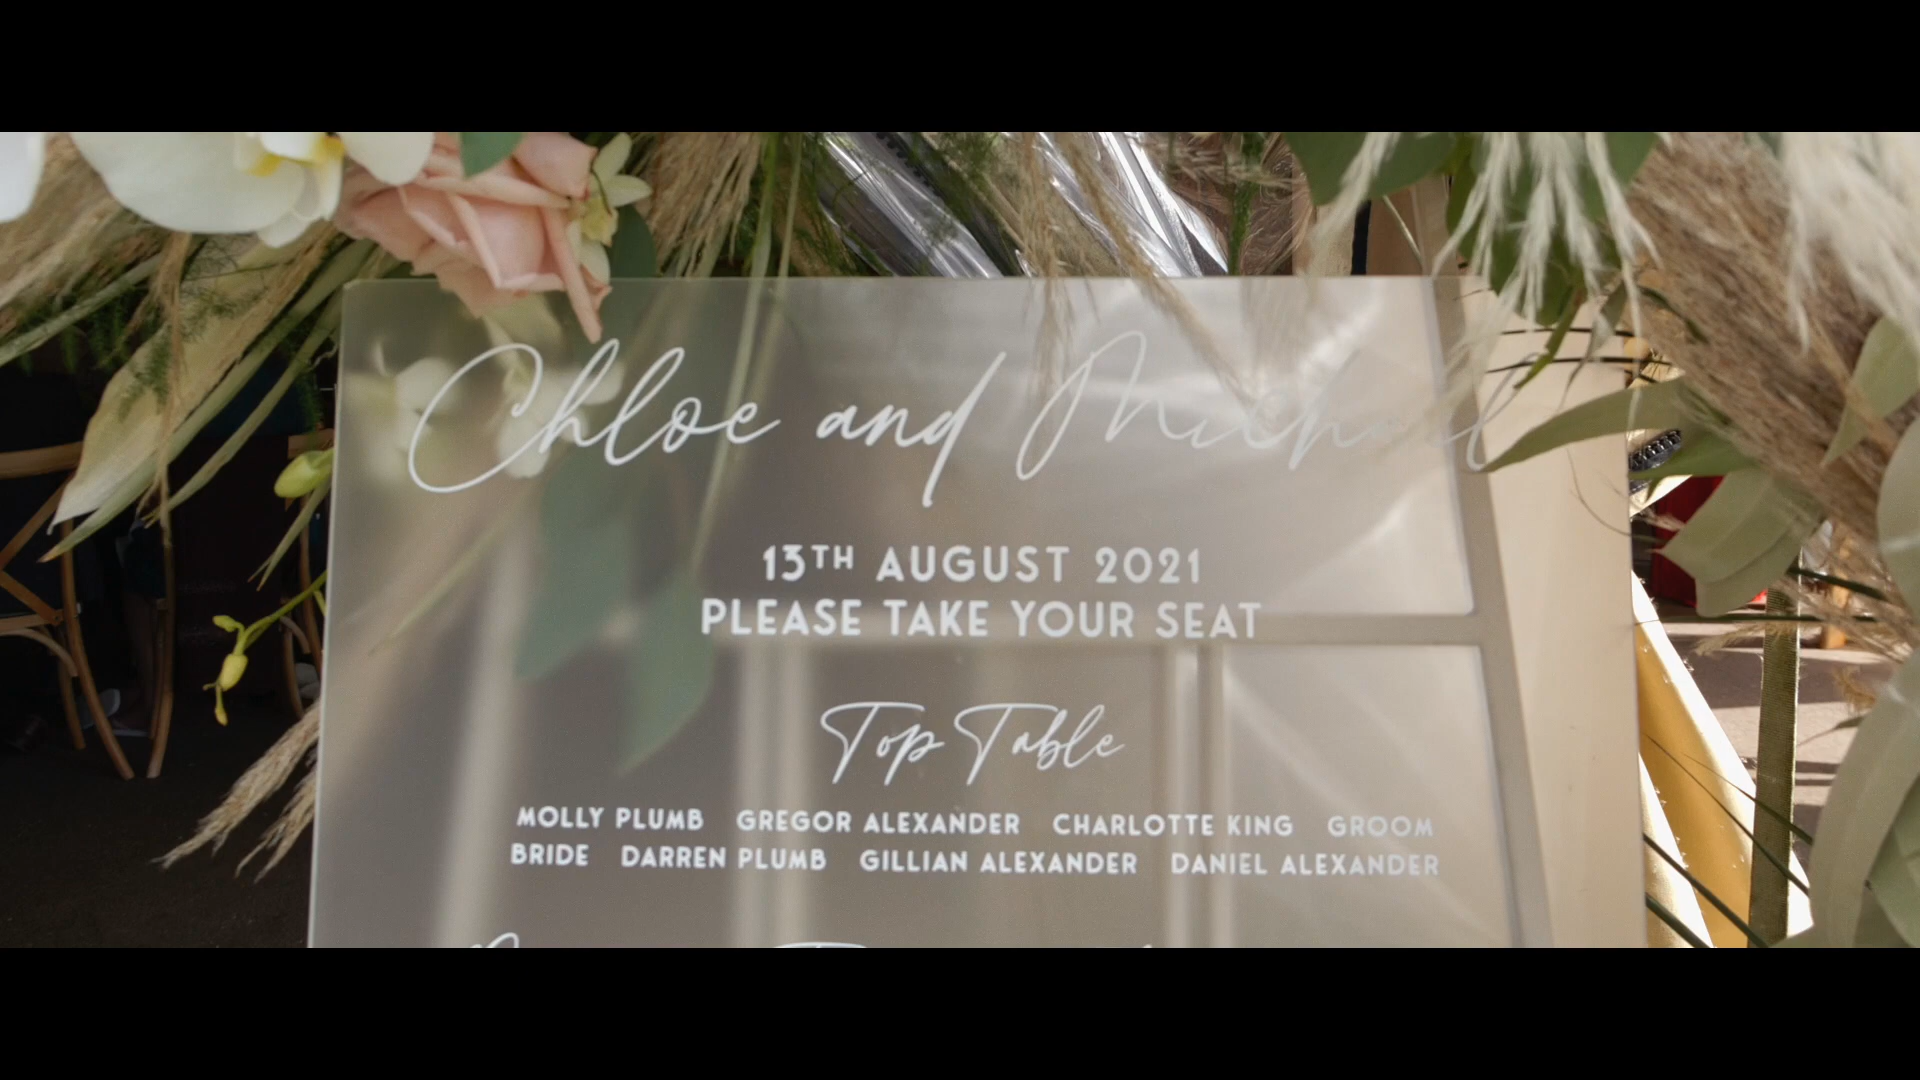 Chloe and Michael
13TH AUGUST 2021
PLEASE TAKE YOUR SEAT
Top Table
MOLLY PLUMB GREGOR ALEXANDER CHARLOTTE KING GROOM
BRIDE DARREN PLUMB GILLIAN ALEXANDER DANIEL ALEXANDER